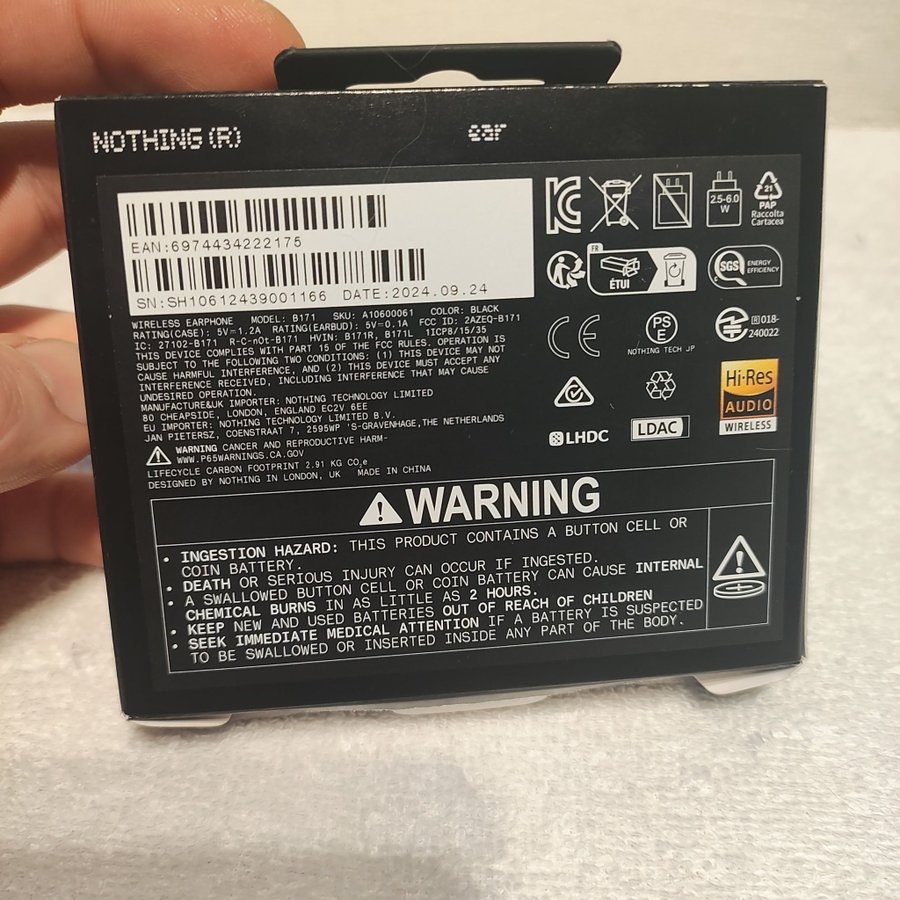 NOTHING (R)
ear
EAN:6974434222175
SN:SH10612439001166 DATE:2024.09.24
WIRELESS EARPHONE MODEL: B171 SKU: A10600061 COLOR: BLACK
RATING(CASE): 5V⎓1.2A RATING(EARBUD): 5V⎓0.1A FCC ID: 2AZEQ-B171
IC: 27102-B171 R-C-nOt-B171 HVIN: B171R, B171L 1ICP8/15/35
THIS DEVICE COMPLIES WITH PART 15 OF THE FCC RULES. OPERATION IS
SUBJECT TO THE FOLLOWING TWO CONDITIONS: (1) THIS DEVICE MAY NOT
CAUSE HARMFUL INTERFERENCE, AND (2) THIS DEVICE MUST ACCEPT ANY
INTERFERENCE RECEIVED, INCLUDING INTERFERENCE THAT MAY CAUSE
UNDESIRED OPERATION.
MANUFACTURE&UK IMPORTER: NOTHING TECHNOLOGY LIMITED
80 CHEAPSIDE, LONDON, ENGLAND EC2V 6EE
EU IMPORTER: NOTHING TECHNOLOGY LIMITED B.V.
JAN PIETERSZ, COENSTRAAT 7, 2595WP 'S-GRAVENHAGE,THE NETHERLANDS
WARNING CANCER AND REPRODUCTIVE HARM-
WWW.P65WARNINGS.CA.GOV
LIFECYCLE CARBON FOOTPRINT 2.91 KG CO₂e
DESIGNED BY NOTHING IN LONDON, UK MADE IN CHINA
2.5-6.0
W
21
PAP
Raccolta
Cartacea
FR
ÉTUI
SGS ENERGY
EFFICIENCY
CE
PS
E
NOTHING TECH JP
R 018-
240022
Hi-Res
AUDIO
WIRELESS
LHDC
LDAC
WARNING
• INGESTION HAZARD: THIS PRODUCT CONTAINS A BUTTON CELL OR
COIN BATTERY.
• DEATH OR SERIOUS INJURY CAN OCCUR IF INGESTED.
• A SWALLOWED BUTTON CELL OR COIN BATTERY CAN CAUSE INTERNAL
CHEMICAL BURNS IN AS LITTLE AS 2 HOURS.
• KEEP NEW AND USED BATTERIES OUT OF REACH OF CHILDREN
• SEEK IMMEDIATE MEDICAL ATTENTION IF A BATTERY IS SUSPECTED
TO BE SWALLOWED OR INSERTED INSIDE ANY PART OF THE BODY.